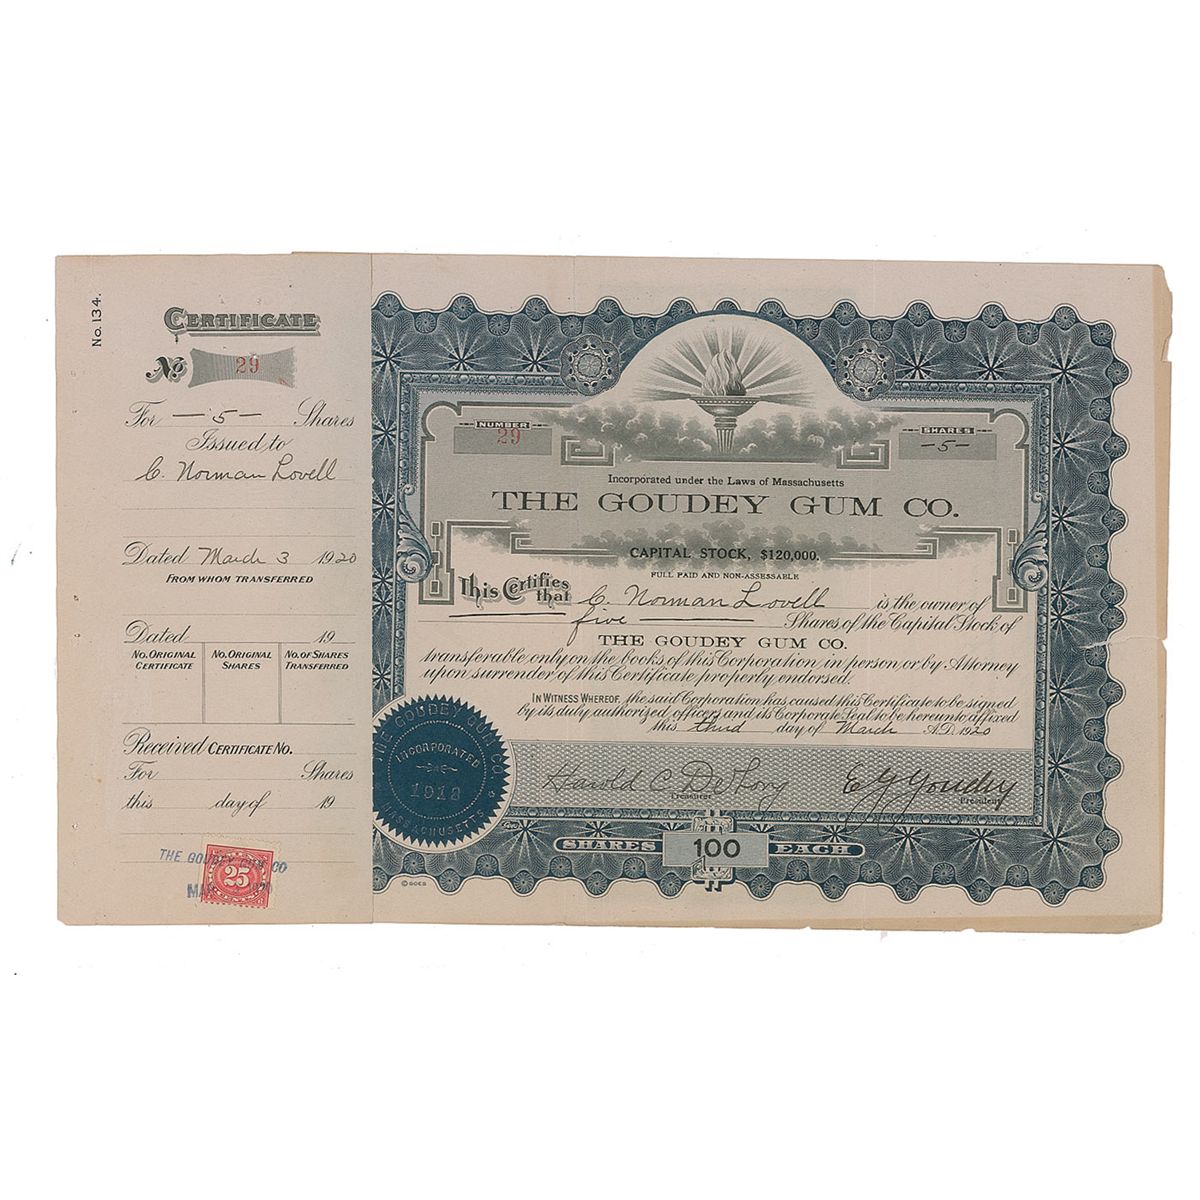 No. 134.
CERTIFICATE
No 29
For —5— Shares
Issued to
C. Norman Lovell
Dated March 3 1920
FROM WHOM TRANSFERRED
Dated 19
NO. ORIGINAL CERTIFICATE NO. ORIGINAL SHARES NO. OF SHARES TRANSFERRED
Received CERTIFICATE NO.
For Shares
this day of 19
THE GOUDEY GUM CO
25
NUMBER
29
SHARES
—5—
Incorporated under the Laws of Massachusetts
THE GOUDEY GUM CO.
CAPITAL STOCK, $120,000.
FULL PAID AND NON-ASSESSABLE
This Certifies that C. Norman Lovell is the owner of
five Shares of the Capital Stock of
THE GOUDEY GUM CO.
transferable only on the books of this Corporation in person or by Attorney
upon surrender of this Certificate properly endorsed.
IN WITNESS WHEREOF, the said Corporation has caused this Certificate to be signed
by its duly authorized officers and its Corporate Seal to be hereunto affixed
this third day of March A.D. 1920
THE GOUDEY GUM CO.
INCORPORATED
MASSACHUSETTS
Harold C. DeLong
Treasurer
E G Goudey
President
SHARES 100 EACH
© GOES